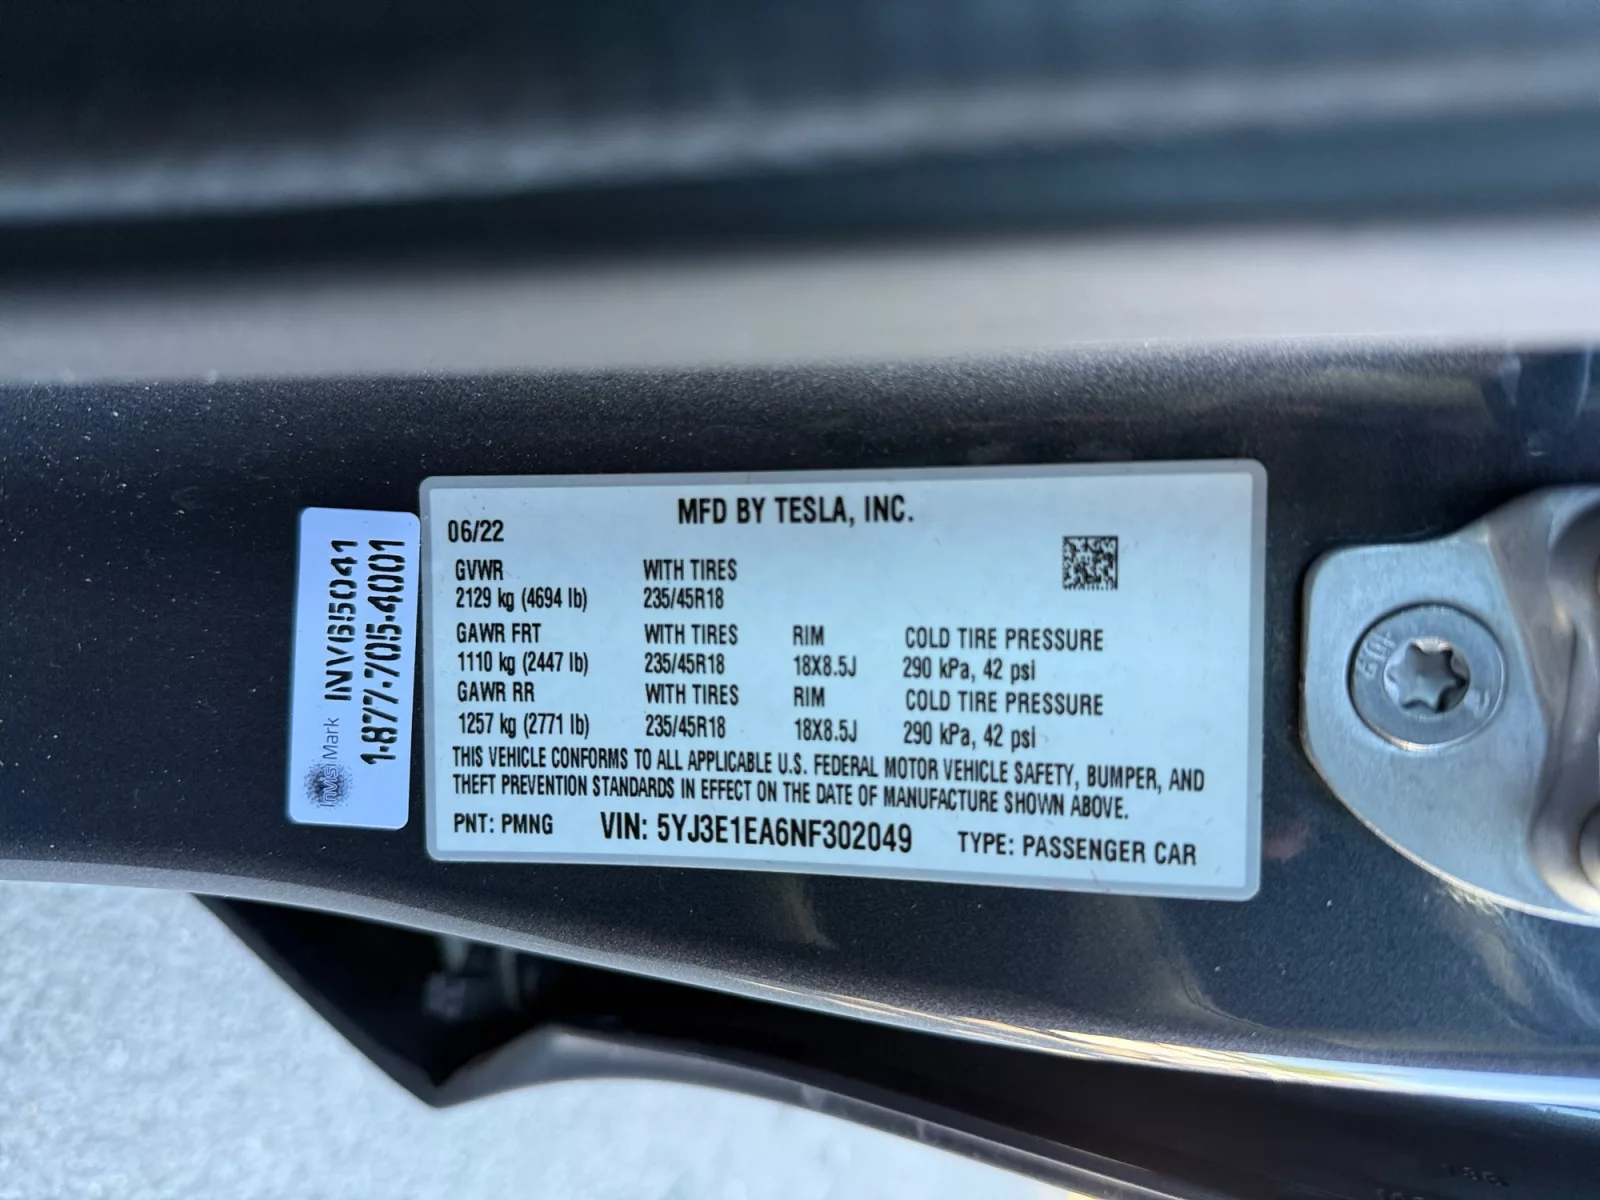 MFD BY TESLA, INC.
06/22
GVWR WITH TIRES
2129 kg (4694 lb) 235/45R18
GAWR FRT WITH TIRES RIM COLD TIRE PRESSURE
1110 kg (2447 lb) 235/45R18 18X8.5J 290 kPa, 42 psi
GAWR RR WITH TIRES RIM COLD TIRE PRESSURE
1257 kg (2771 lb) 235/45R18 18X8.5J 290 kPa, 42 psi
THIS VEHICLE CONFORMS TO ALL APPLICABLE U.S. FEDERAL MOTOR VEHICLE SAFETY, BUMPER, AND
THEFT PREVENTION STANDARDS IN EFFECT ON THE DATE OF MANUFACTURE SHOWN ABOVE.
PNT: PMNG VIN: 5YJ3E1EA6NF302049 TYPE: PASSENGER CAR
InvisiMark INV615041
1-877-705-4001